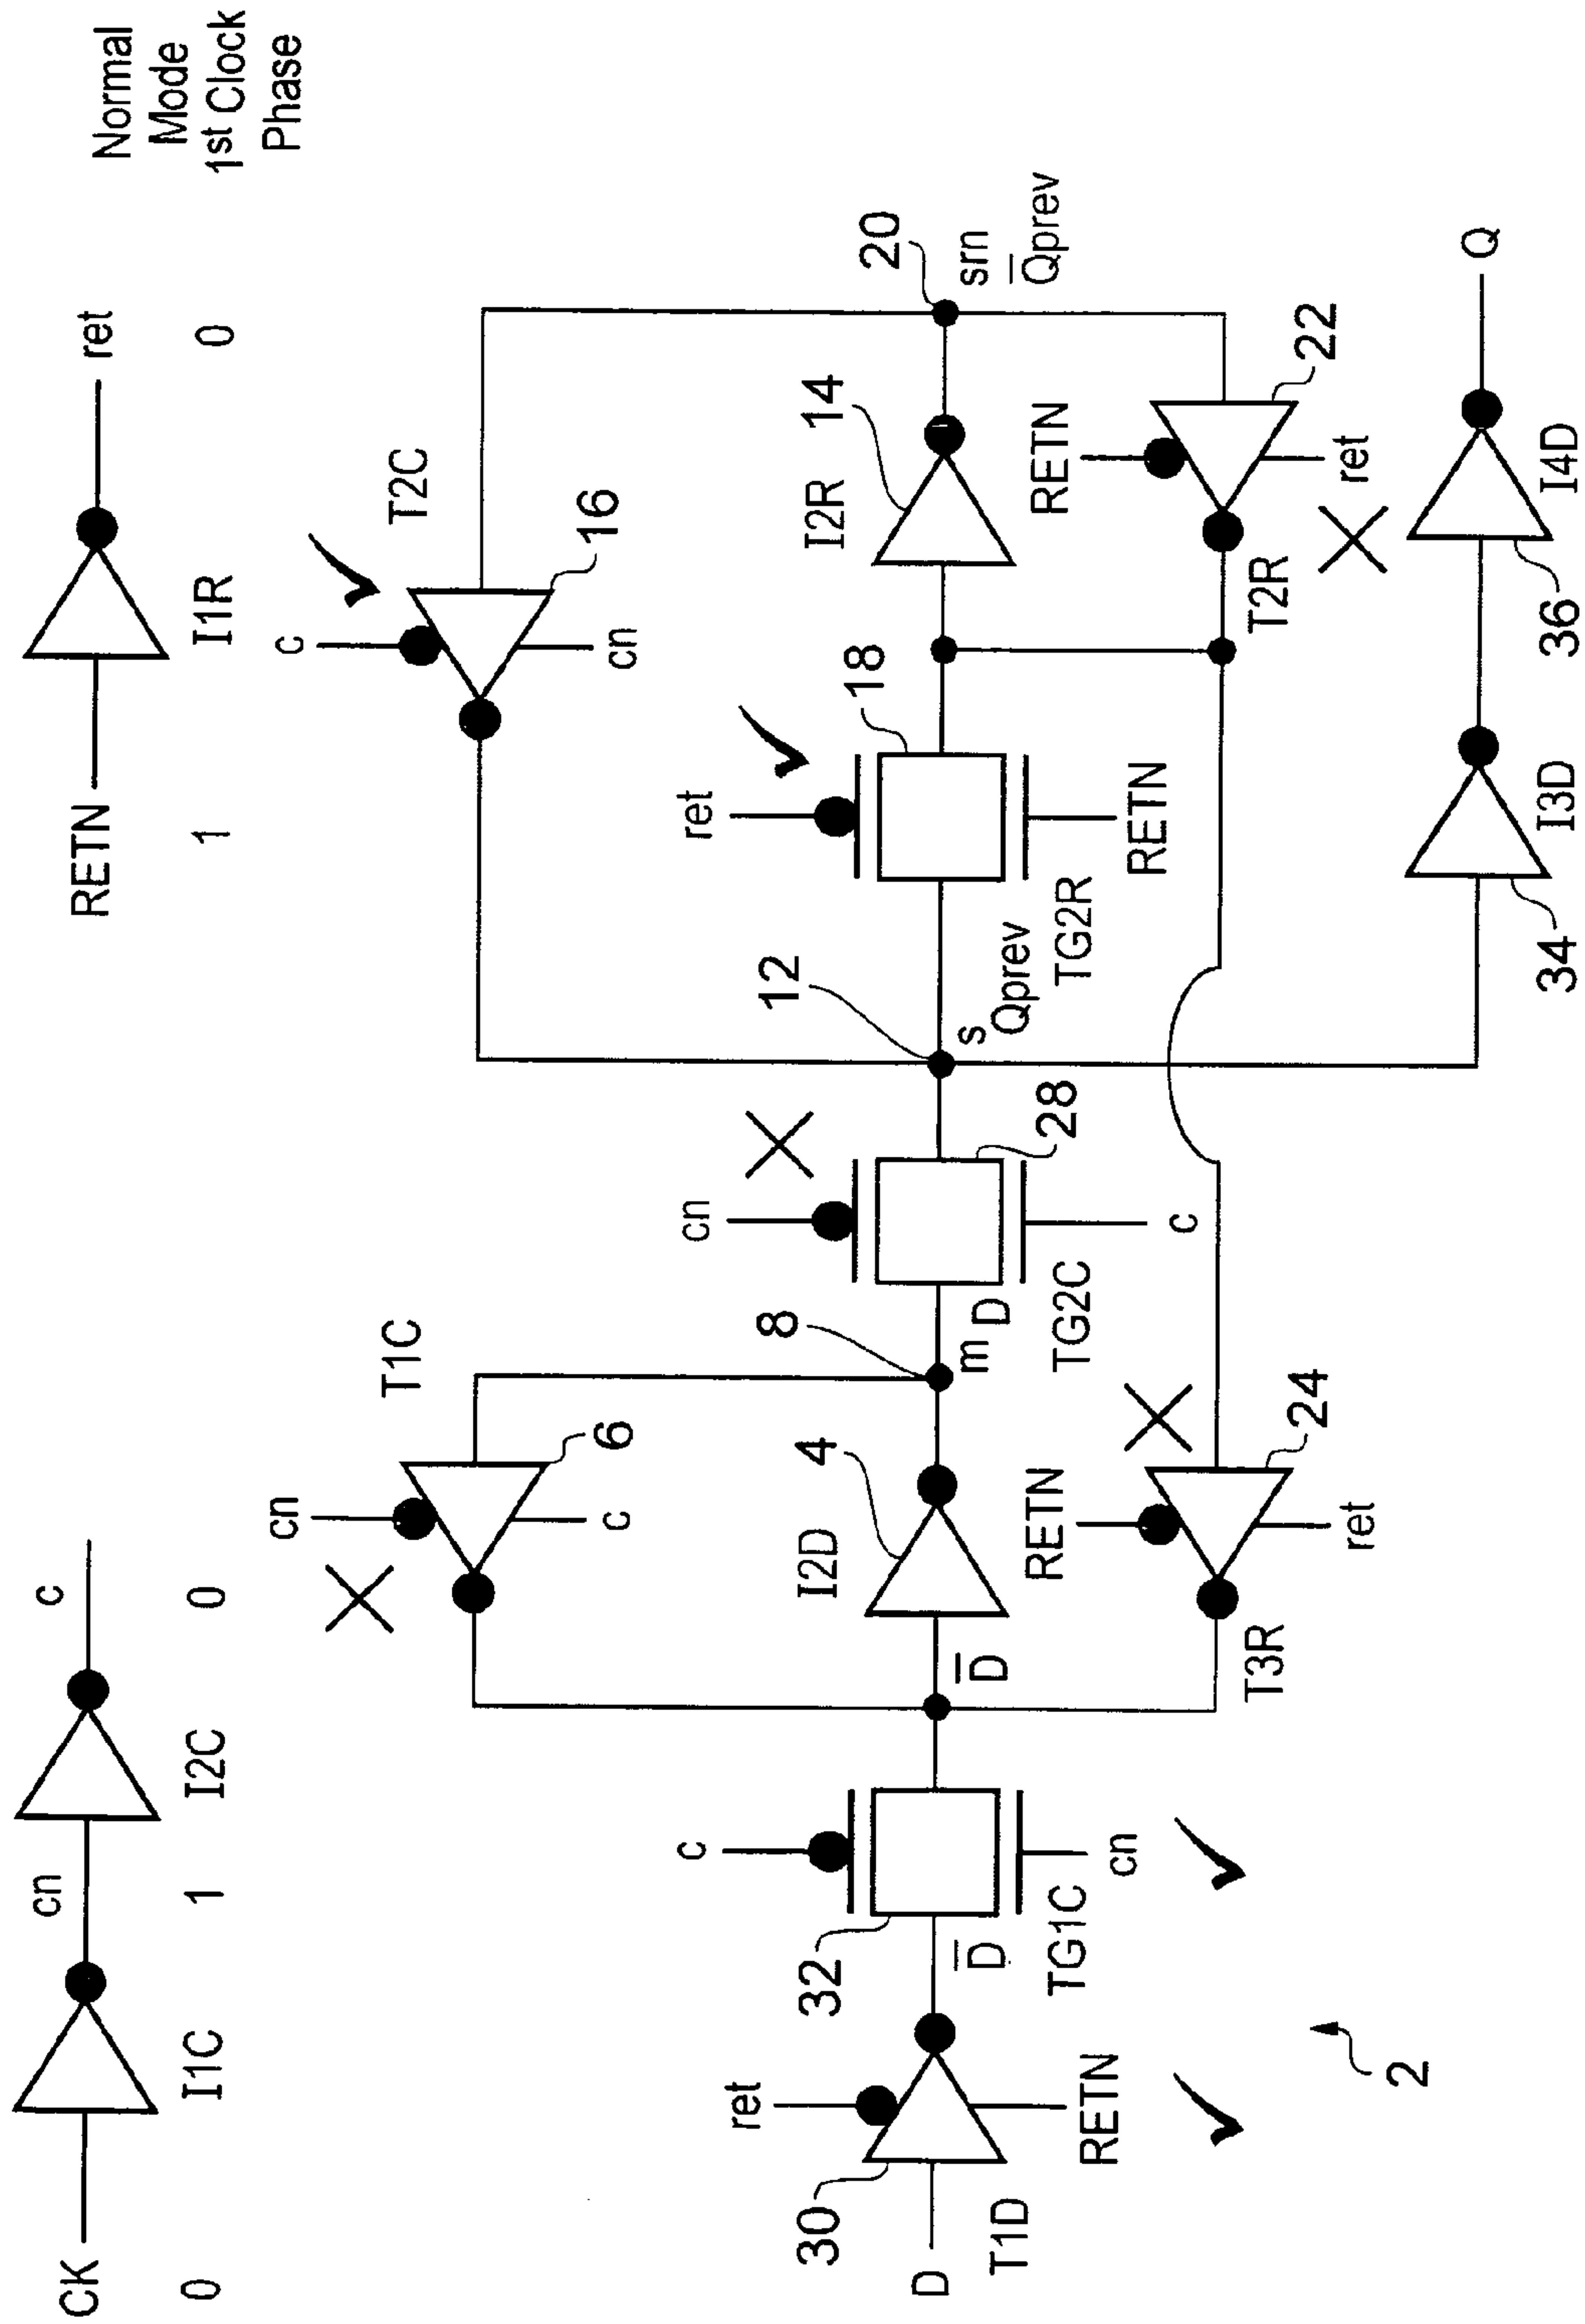 Normal
Mode
1st Clock
Phase
CK
cn
c
I1C
I2C
0
1
0
RETN
ret
I1R
1
0
cn
T1C
6
c
c
T2C
16
cn
ret
30
D
T1D
RETN
D̅
c
32
TG1C
cn
D̅
I2D
4
8
m
D
cn
28
TG2C
c
12
s
Qprev
ret
18
TG2R
RETN
I2R
14
20
srn
Q̅prev
RETN
24
T3R
ret
RETN
22
T2R
ret
34
I3D
36
I4D
Q
2